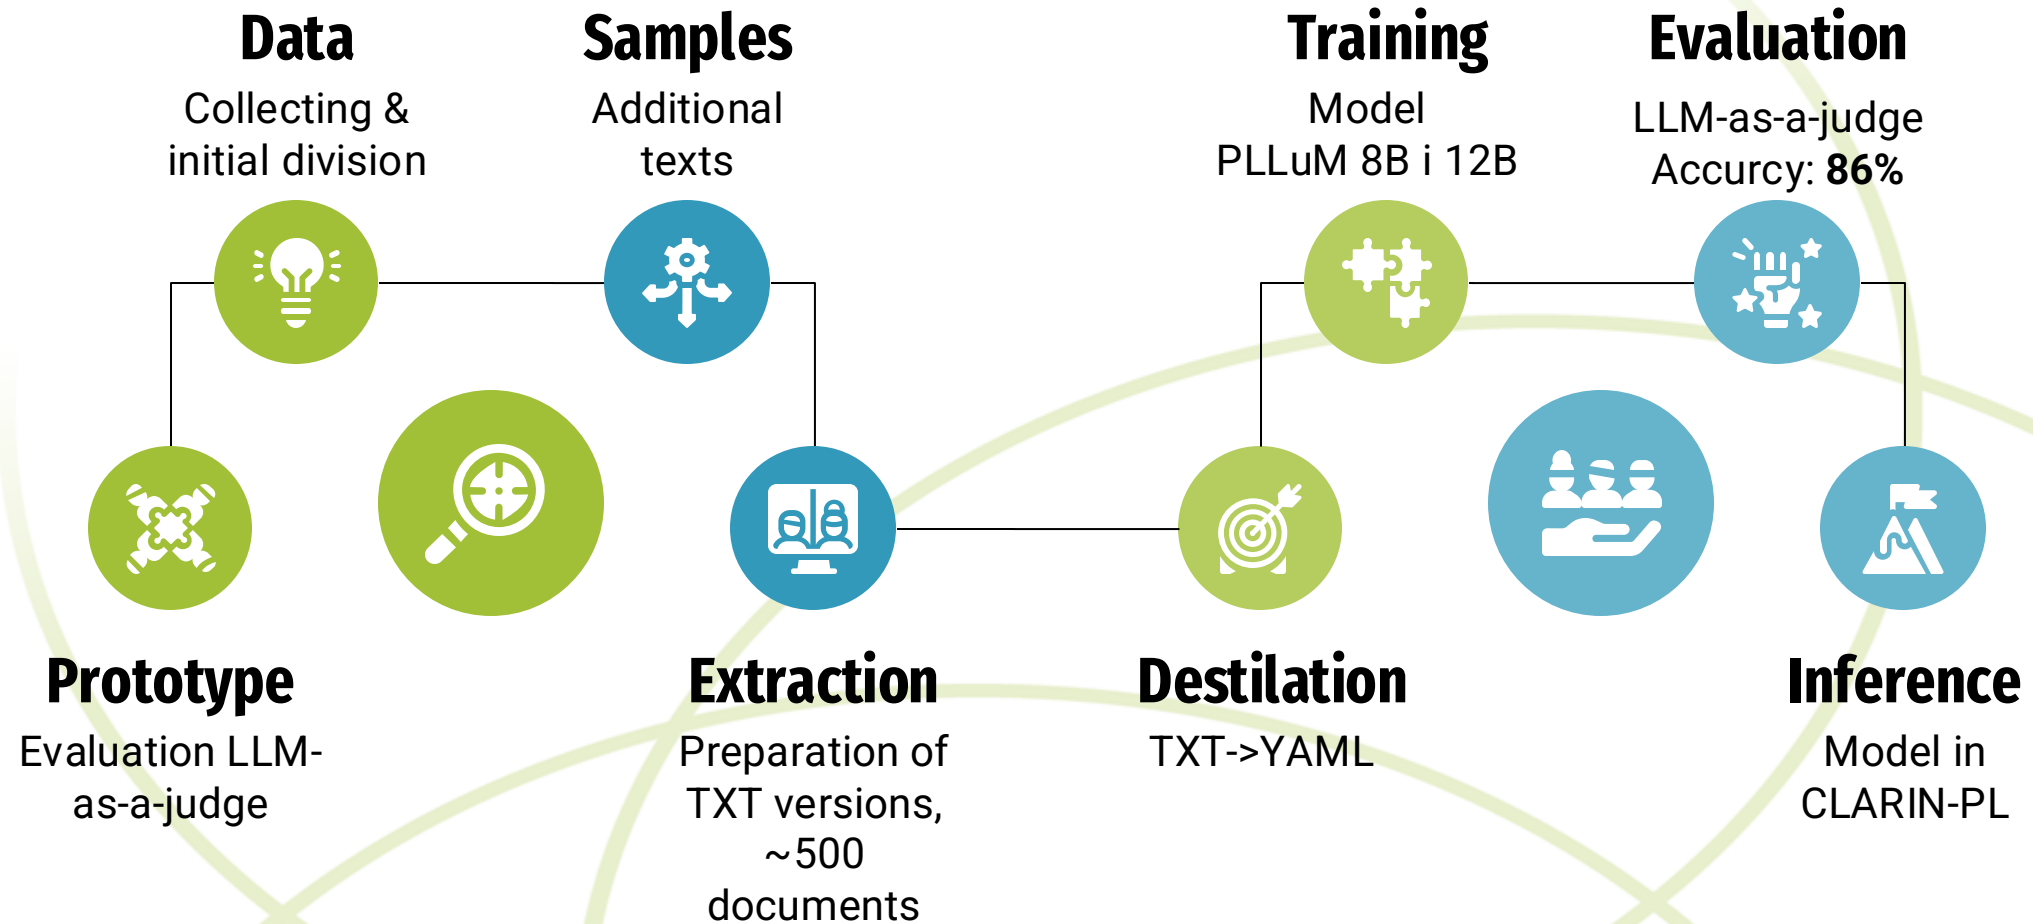 Data
Collecting &
initial division
Samples
Additional
texts
Training
Model
PLLuM 8B i 12B
Evaluation
LLM-as-a-judge
Accurcy: 86%
Prototype
Evaluation LLM-
as-a-judge
Extraction
Preparation of
TXT versions,
~500
documents
Destilation
TXT->YAML
Inference
Model in
CLARIN-PL